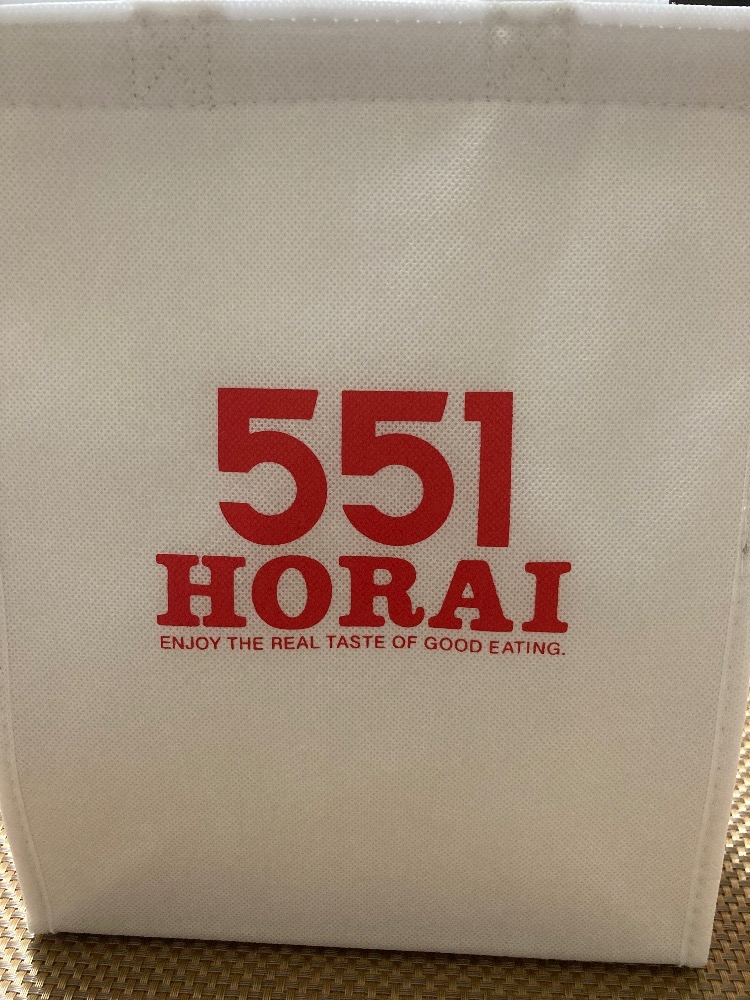 551
HORAI
ENJOY THE REAL TASTE OF GOOD EATING.